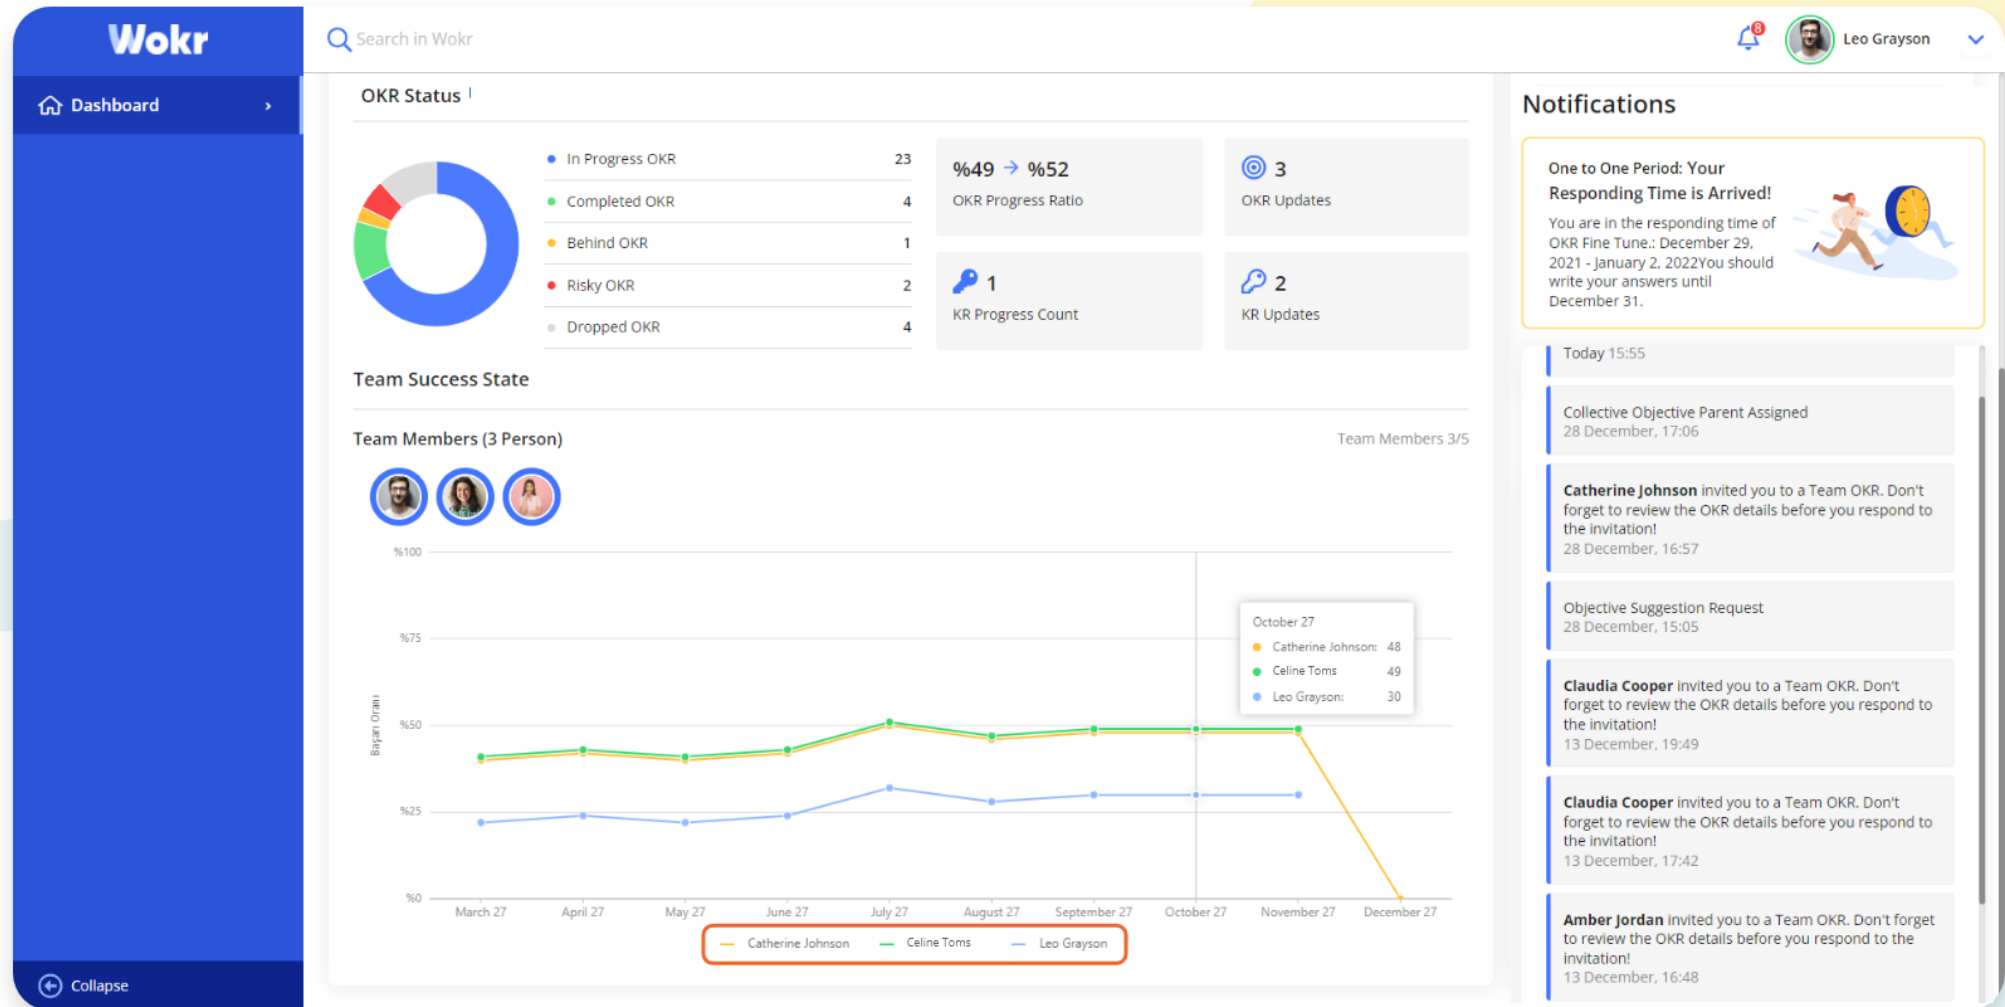 Wokr
Search in Wokr
8
Leo Grayson
Dashboard
OKR Status
In Progress OKR 23
Completed OKR 4
Behind OKR 1
Risky OKR 2
Dropped OKR 4
%49 → %52
OKR Progress Ratio
3
OKR Updates
1
KR Progress Count
2
KR Updates
Team Success State
Team Members (3 Person)
Team Members 3/5
%100
%75
%50
%25
%0
Başarı Oranı
October 27
Catherine Johnson: 48
Celine Toms 49
Leo Grayson: 30
March 27 April 27 May 27 June 27 July 27 August 27 September 27 October 27 November 27 December 27
Catherine Johnson Celine Toms Leo Grayson
Notifications
One to One Period: Your
Responding Time is Arrived!
You are in the responding time of
OKR Fine Tune.: December 29,
2021 - January 2, 2022You should
write your answers until
December 31.
Today 15:55
Collective Objective Parent Assigned
28 December, 17:06
Catherine Johnson invited you to a Team OKR. Don't
forget to review the OKR details before you respond to
the invitation!
28 December, 16:57
Objective Suggestion Request
28 December, 15:05
Claudia Cooper invited you to a Team OKR. Don't
forget to review the OKR details before you respond to
the invitation!
13 December, 19:49
Claudia Cooper invited you to a Team OKR. Don't
forget to review the OKR details before you respond to
the invitation!
13 December, 17:42
Amber Jordan invited you to a Team OKR. Don't forget
to review the OKR details before you respond to the
invitation!
13 December, 16:48
Collapse